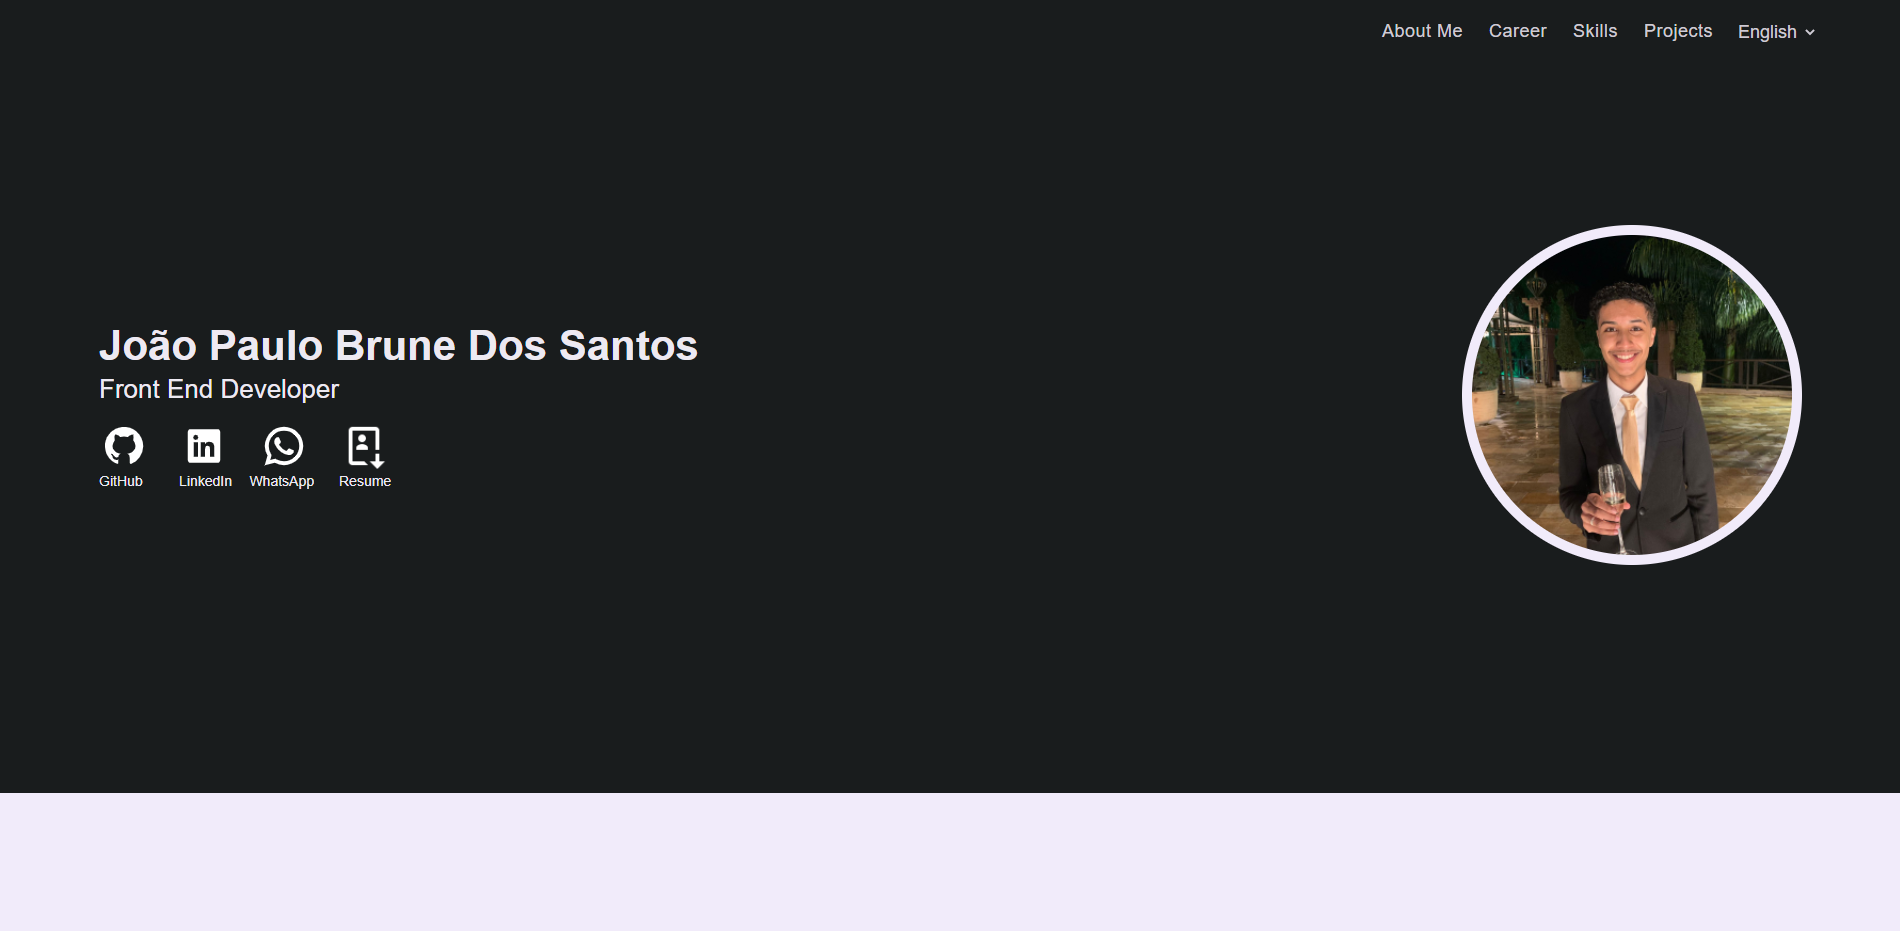 About Me Career Skills Projects English
João Paulo Brune Dos Santos
Front End Developer
GitHub LinkedIn WhatsApp Resume